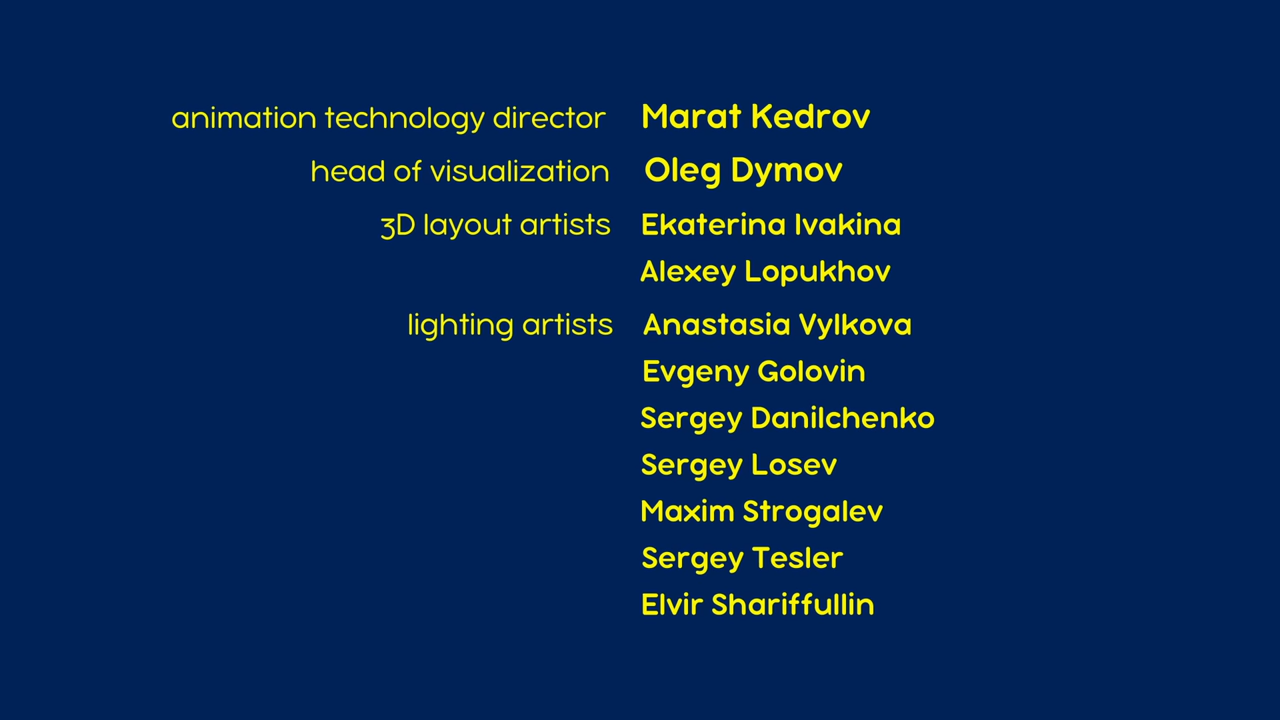 animation technology director Marat Kedrov
head of visualization Oleg Dymov
3D layout artists Ekaterina Ivakina
Alexey Lopukhov
lighting artists Anastasia Vylkova
Evgeny Golovin
Sergey Danilchenko
Sergey Losev
Maxim Strogalev
Sergey Tesler
Elvir Shariffullin